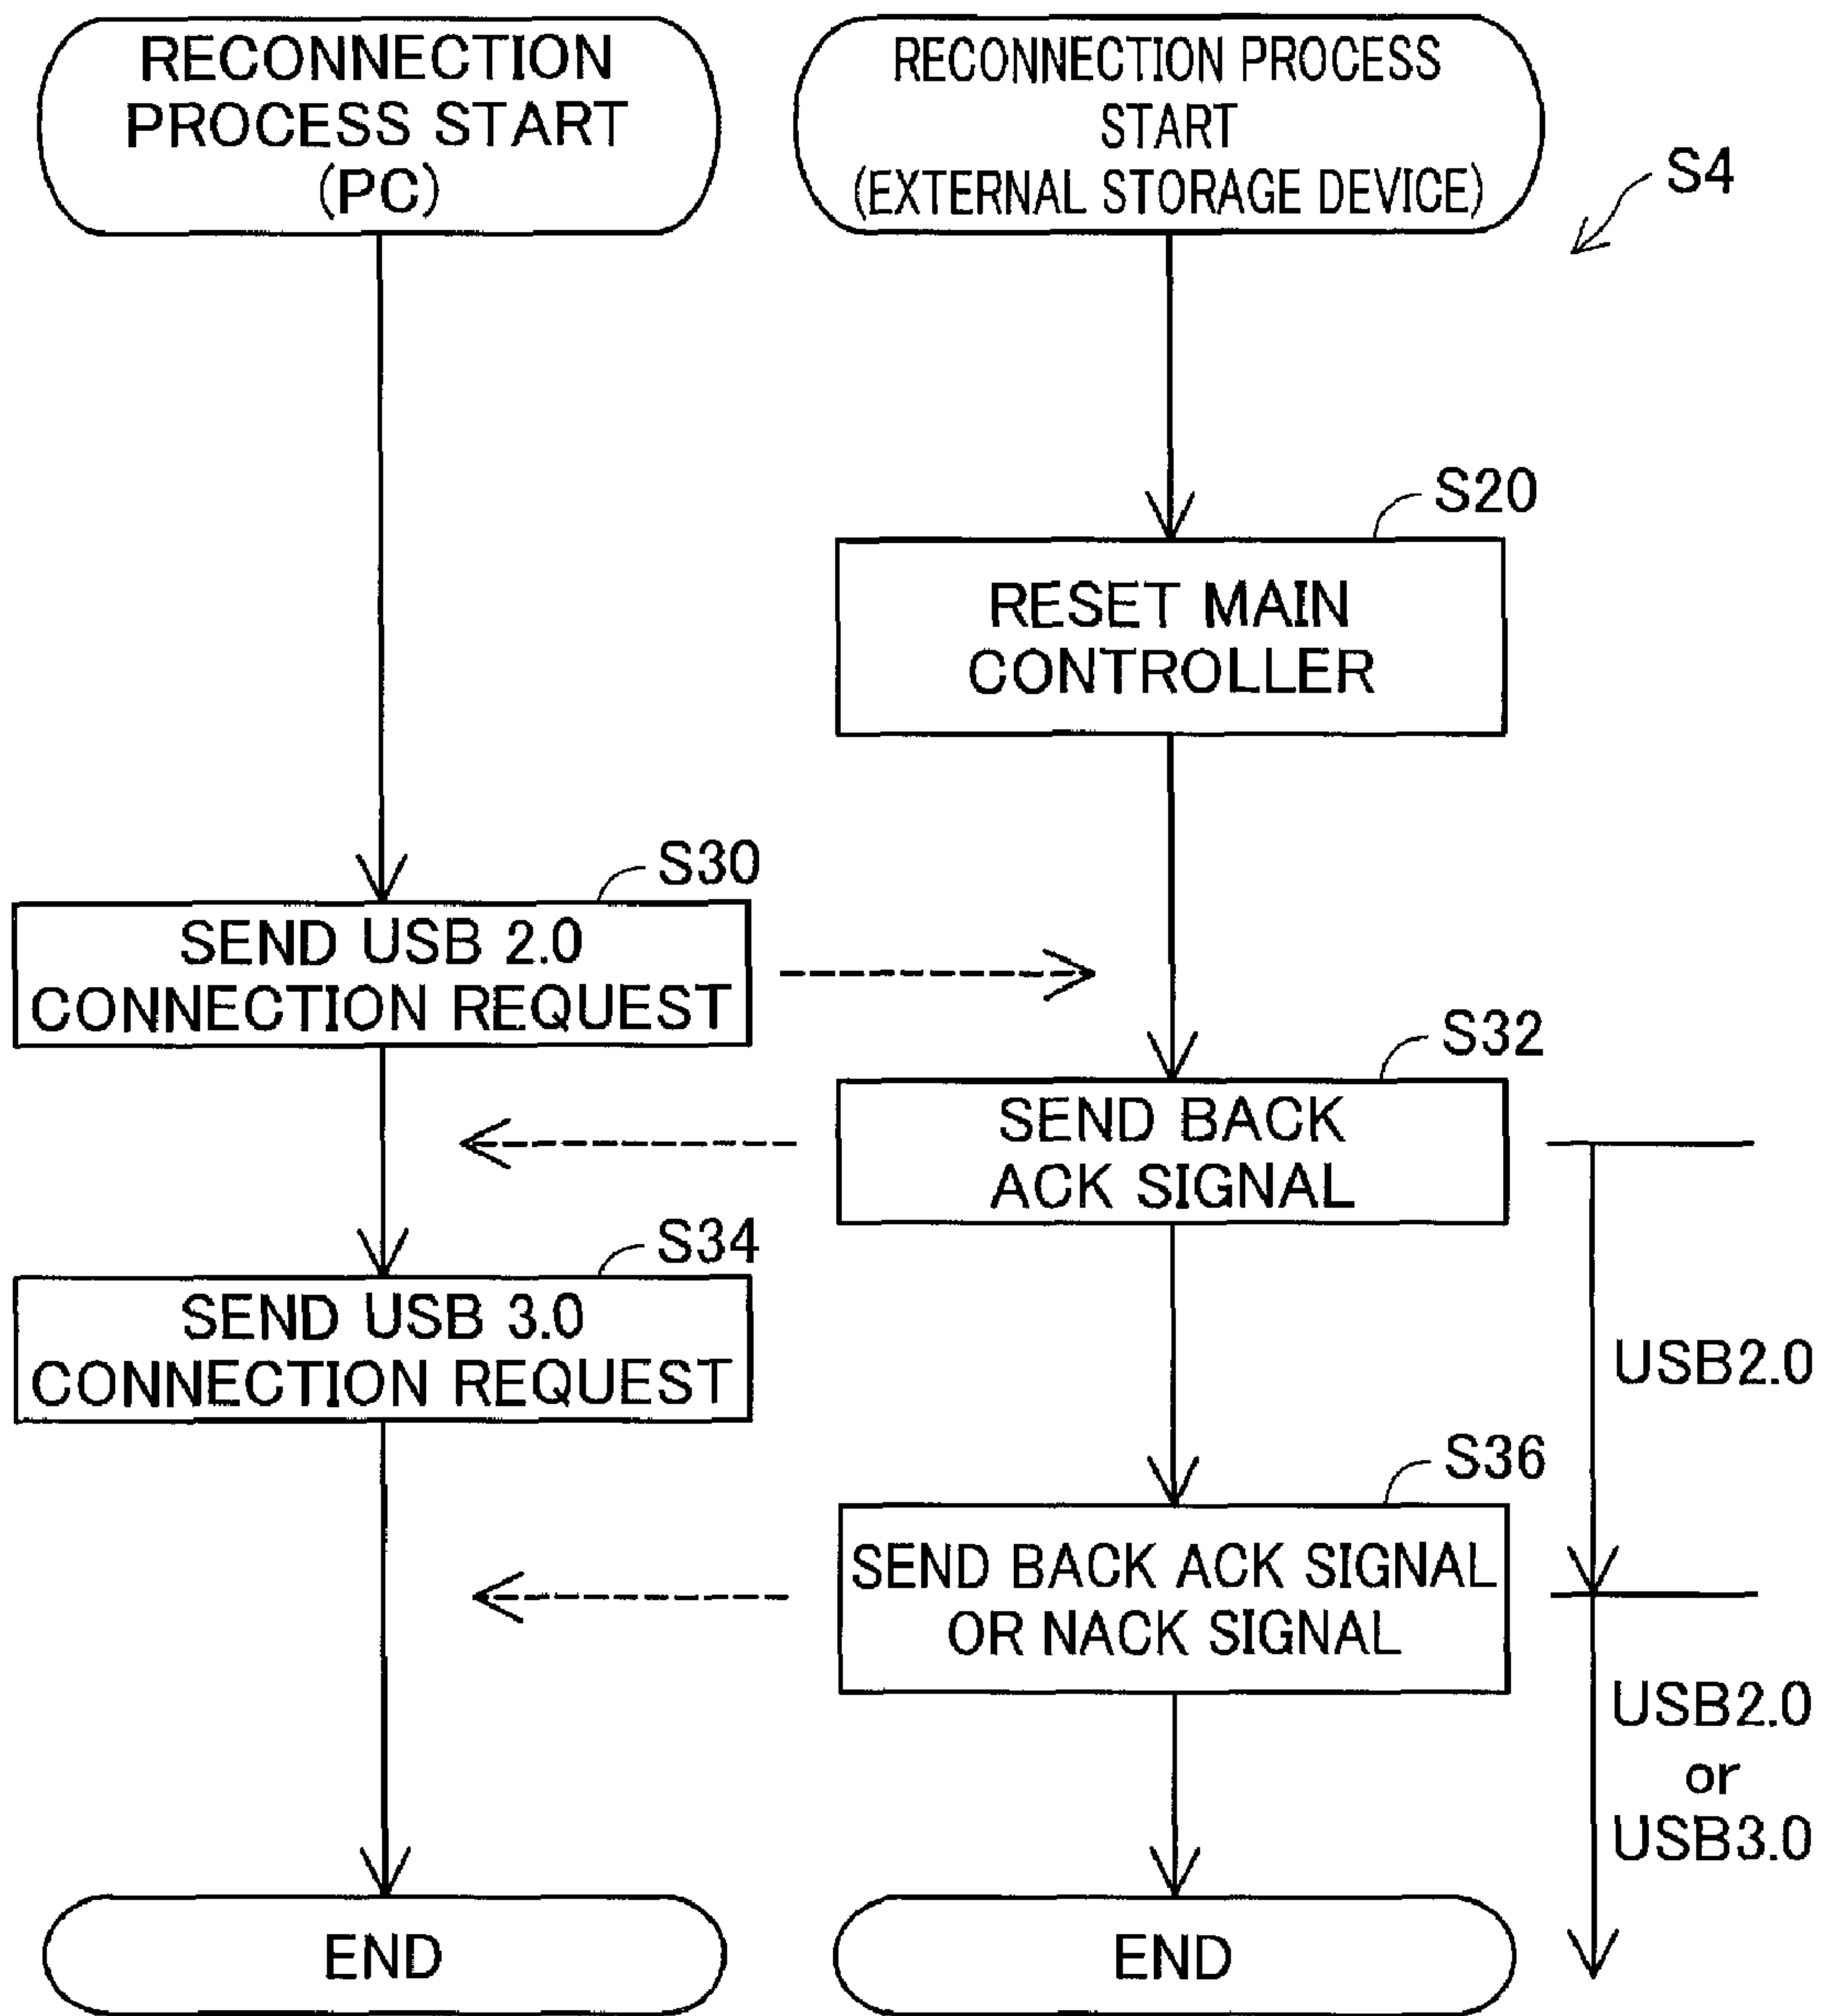 RECONNECTION
PROCESS START
(PC)
RECONNECTION PROCESS
START
(EXTERNAL STORAGE DEVICE)
S4
S20
RESET MAIN
CONTROLLER
S30
SEND USB 2.0
CONNECTION REQUEST
S32
SEND BACK
ACK SIGNAL
S34
SEND USB 3.0
CONNECTION REQUEST
USB2.0
S36
SEND BACK ACK SIGNAL
OR NACK SIGNAL
USB2.0
or
USB3.0
END
END